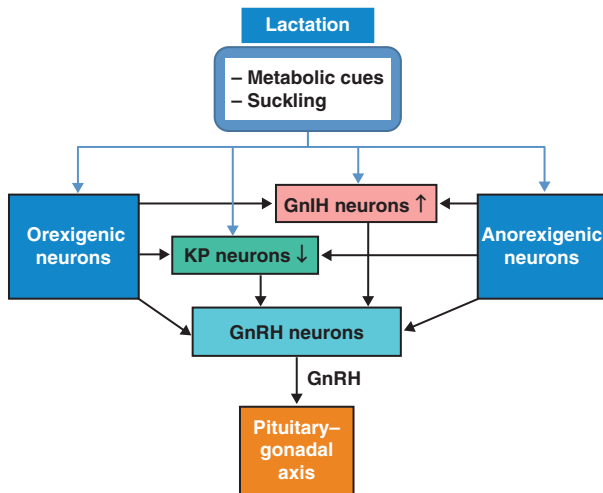 Lactation
– Metabolic cues
– Suckling
GnIH neurons ↑
Orexigenic
neurons
Anorexigenic
neurons
KP neurons ↓
GnRH neurons
GnRH
Pituitary–
gonadal
axis